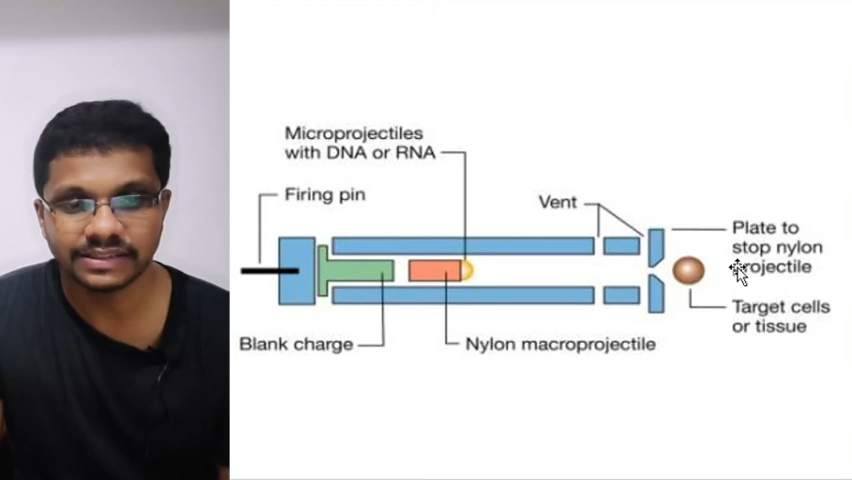 Microprojectiles
with DNA or RNA
Firing pin
Vent
Plate to
stop nylon
projectile
Target cells
or tissue
Blank charge
Nylon macroprojectile